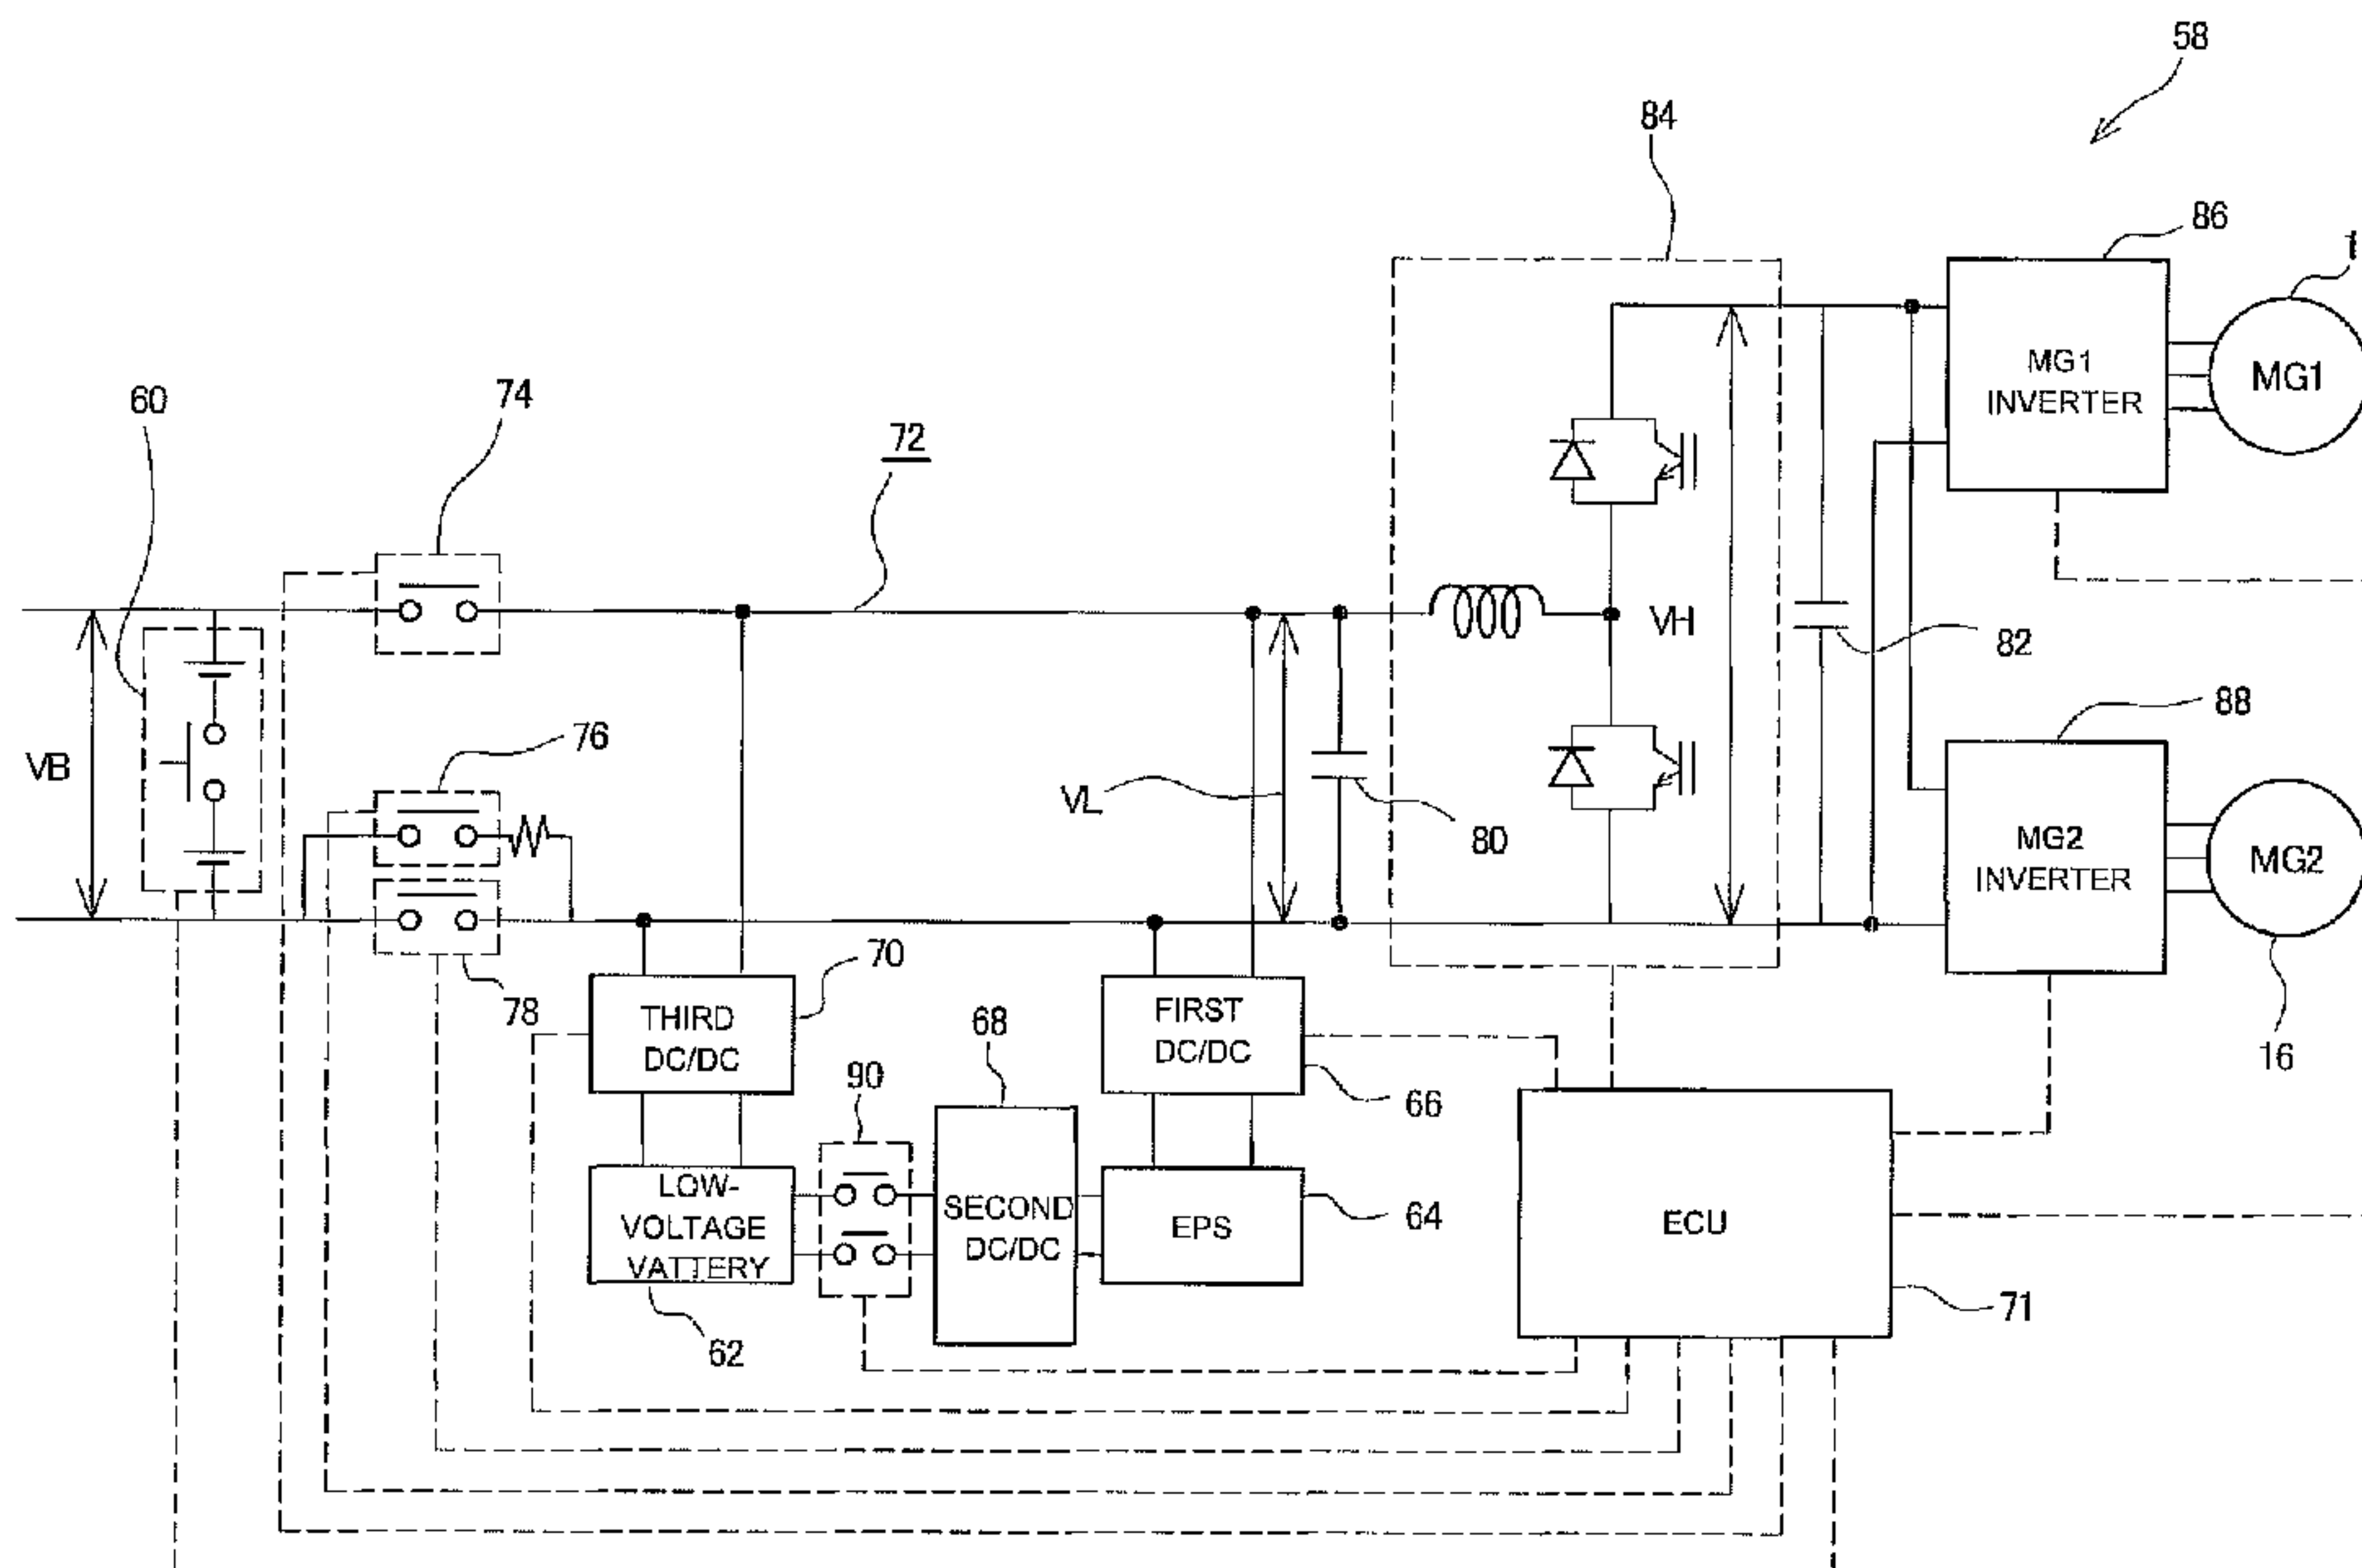 58
84
86
MG1
INVERTER
MG1
74
60
72
VH
82
88
76
VB
VL
80
MG2
INVERTER
MG2
70
78
THIRD
DC/DC
68
FIRST
DC/DC
16
90
66
LOW-
VOLTAGE
VATTERY
SECOND
DC/DC
EPS
64
ECU
71
62